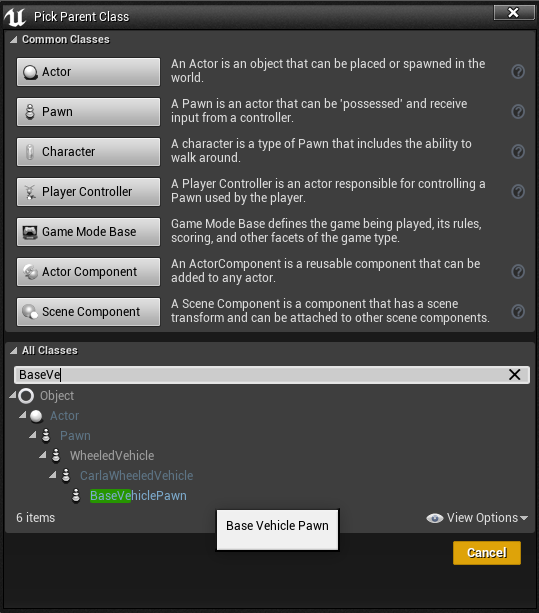 Pick Parent Class
Common Classes
Actor
An Actor is an object that can be placed or spawned in the
world.
Pawn
A Pawn is an actor that can be 'possessed' and receive
input from a controller.
Character
A character is a type of Pawn that includes the ability to
walk around.
Player Controller
A Player Controller is an actor responsible for controlling a
Pawn used by the player.
Game Mode Base
Game Mode Base defines the game being played, its rules,
scoring, and other facets of the game type.
Actor Component
An ActorComponent is a reusable component that can be
added to any actor.
Scene Component
A Scene Component is a component that has a scene
transform and can be attached to other scene components.
All Classes
BaseVe
Object
Actor
Pawn
WheeledVehicle
CarlaWheeledVehicle
BaseVehiclePawn
6 items
Base Vehicle Pawn
View Options
Cancel